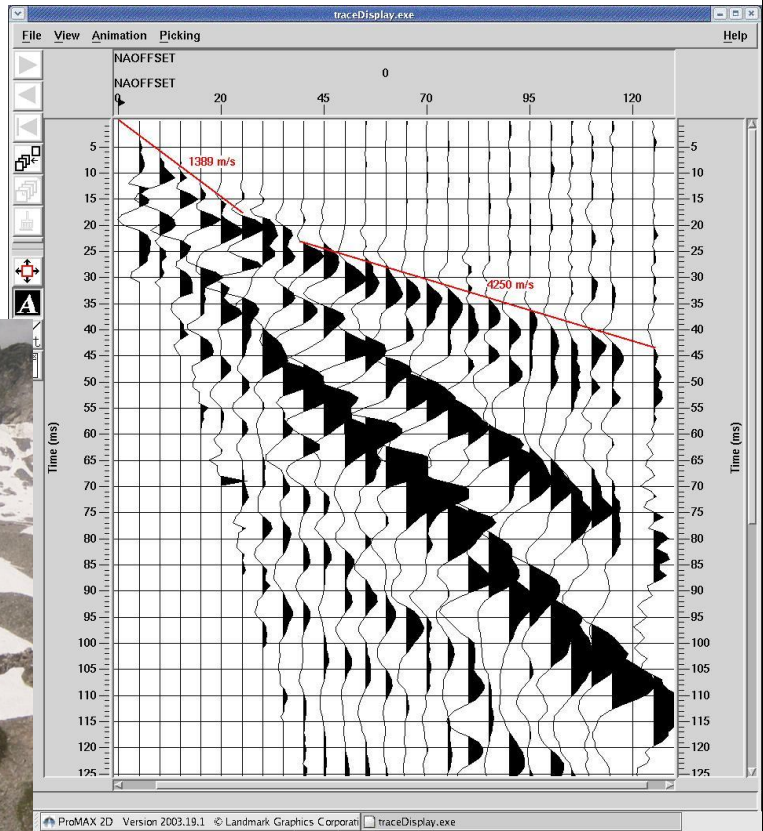 traceDisplay.exe
File View Animation Picking Help
NAOFFSET
0
NAOFFSET
0 20 45 70 95 120
1389 m/s
4250 m/s
5 5
10 10
15 15
20 20
25 25
30 30
35 35
40 40
45 45
50 50
55 55
60 60
65 65
70 70
75 75
80 80
85 85
90 90
95 95
100 100
105 105
110 110
115 115
120 120
125 125
Time (ms) Time (ms)
A
t
ProMAX 2D Version 2003.19.1 © Landmark Graphics Corporati traceDisplay.exe